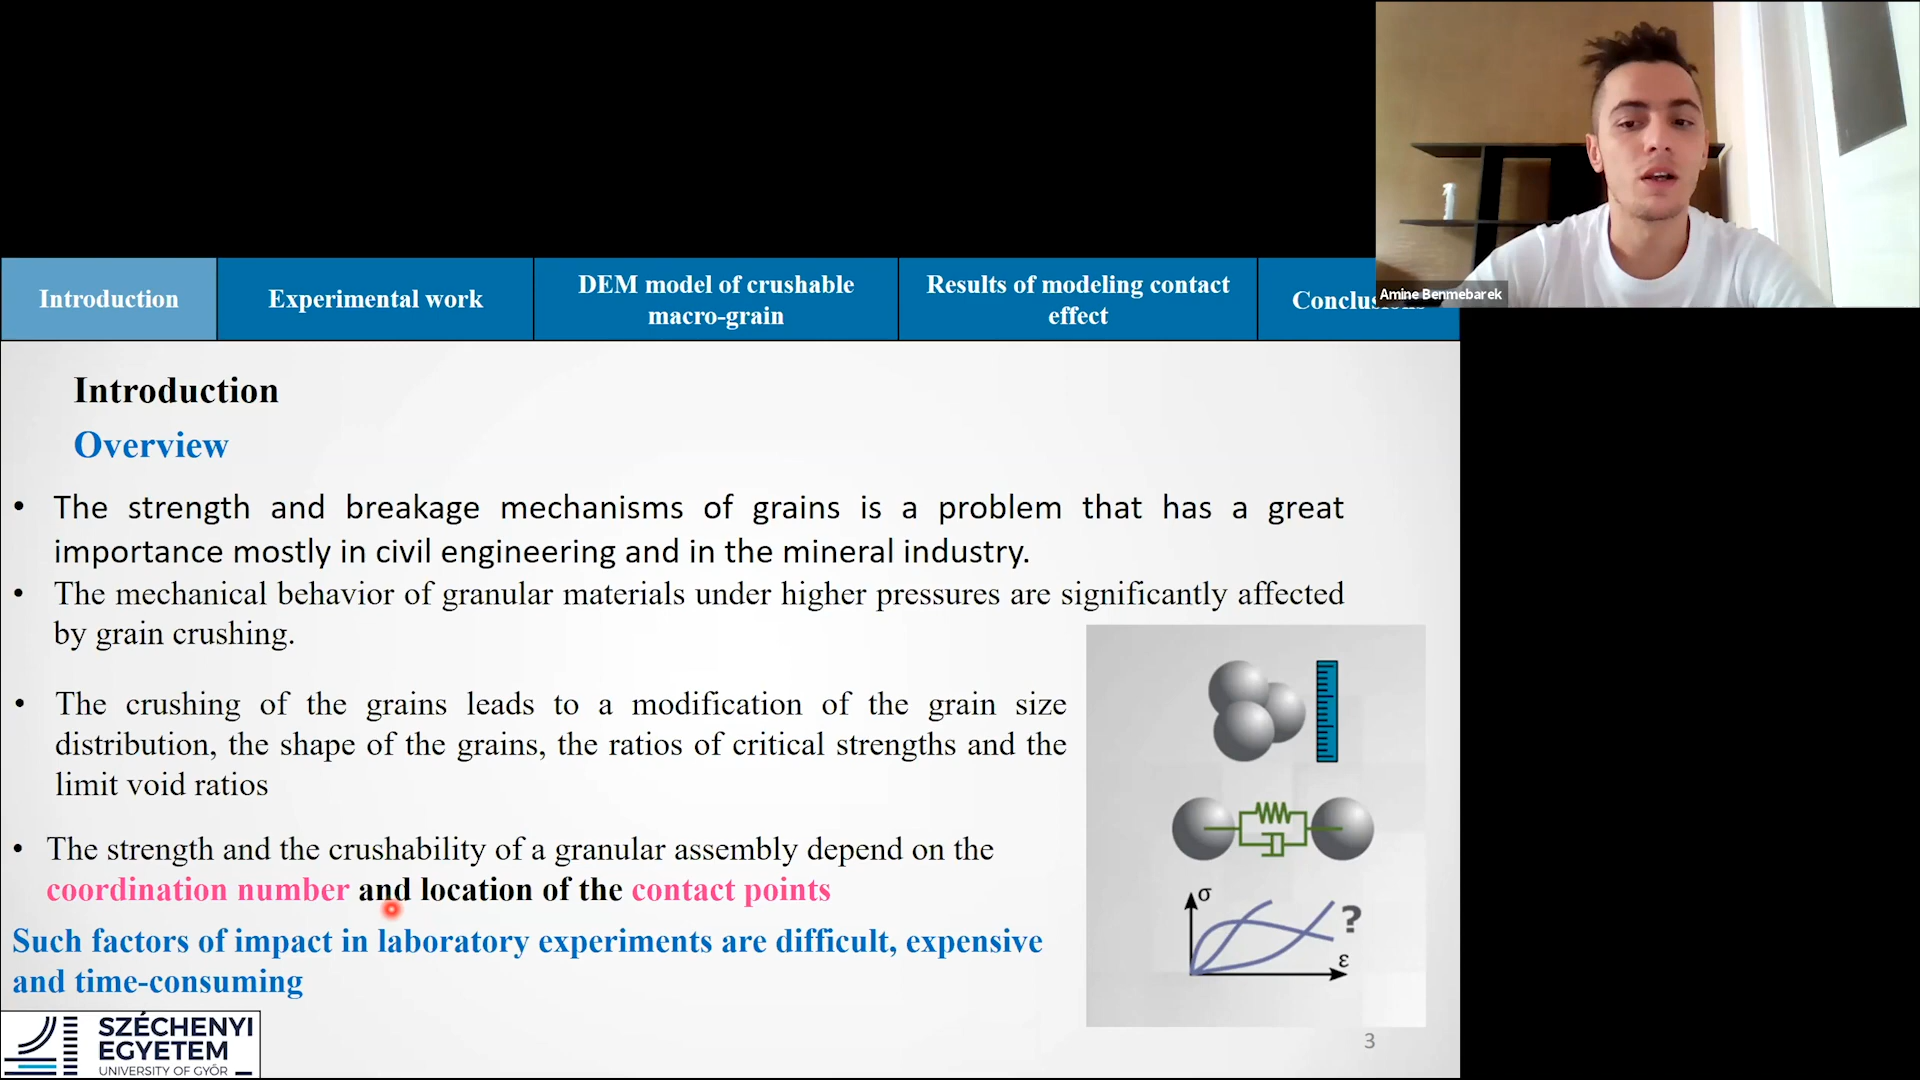 Amine Benmebarek
Introduction
Experimental work
DEM model of crushable
macro-grain
Results of modeling contact
effect
Introduction
Overview
• The strength and breakage mechanisms of grains is a problem that has a great
importance mostly in civil engineering and in the mineral industry.
• The mechanical behavior of granular materials under higher pressures are significantly affected
by grain crushing.
• The crushing of the grains leads to a modification of the grain size
distribution, the shape of the grains, the ratios of critical strengths and the
limit void ratios
• The strength and the crushability of a granular assembly depend on the
coordination number and location of the contact points
Such factors of impact in laboratory experiments are difficult, expensive
and time-consuming
σ
?
ε
SZÉCHENYI
EGYETEM
UNIVERSITY OF GYŐR
3